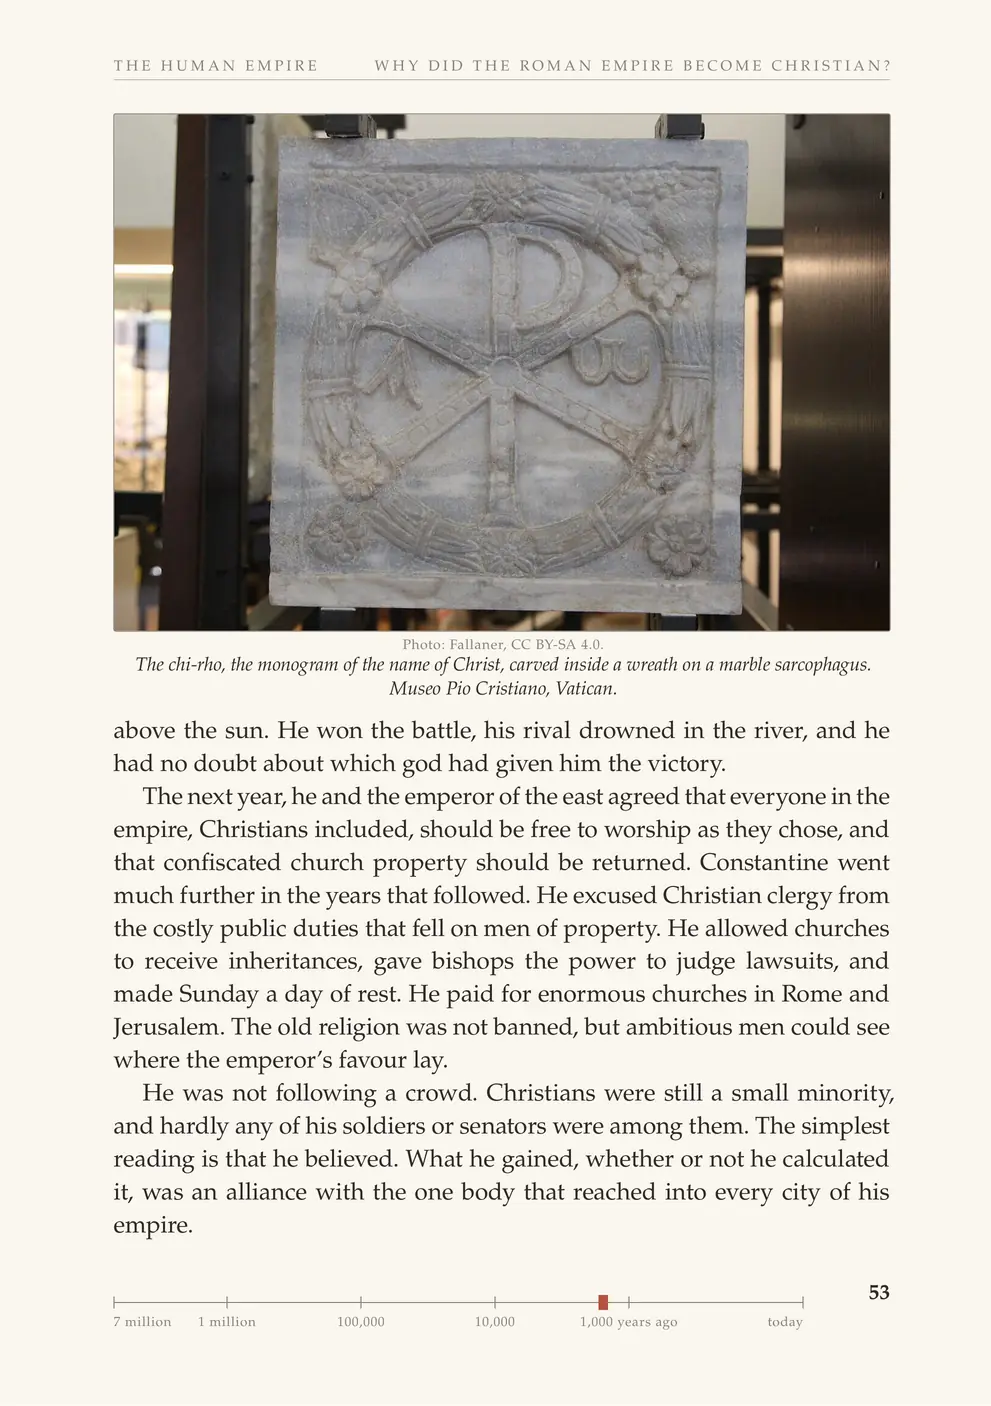 THE HUMAN EMPIRE WHY DID THE ROMAN EMPIRE BECOME CHRISTIAN?
Α ω
Photo: Fallaner, CC BY-SA 4.0.
The chi-rho, the monogram of the name of Christ, carved inside a wreath on a marble sarcophagus.
Museo Pio Cristiano, Vatican.
above the sun. He won the battle, his rival drowned in the river, and he
had no doubt about which god had given him the victory.
The next year, he and the emperor of the east agreed that everyone in the
empire, Christians included, should be free to worship as they chose, and
that confiscated church property should be returned. Constantine went
much further in the years that followed. He excused Christian clergy from
the costly public duties that fell on men of property. He allowed churches
to receive inheritances, gave bishops the power to judge lawsuits, and
made Sunday a day of rest. He paid for enormous churches in Rome and
Jerusalem. The old religion was not banned, but ambitious men could see
where the emperor’s favour lay.
He was not following a crowd. Christians were still a small minority,
and hardly any of his soldiers or senators were among them. The simplest
reading is that he believed. What he gained, whether or not he calculated
it, was an alliance with the one body that reached into every city of his
empire.
53
7 million 1 million 100,000 10,000 1,000 years ago today